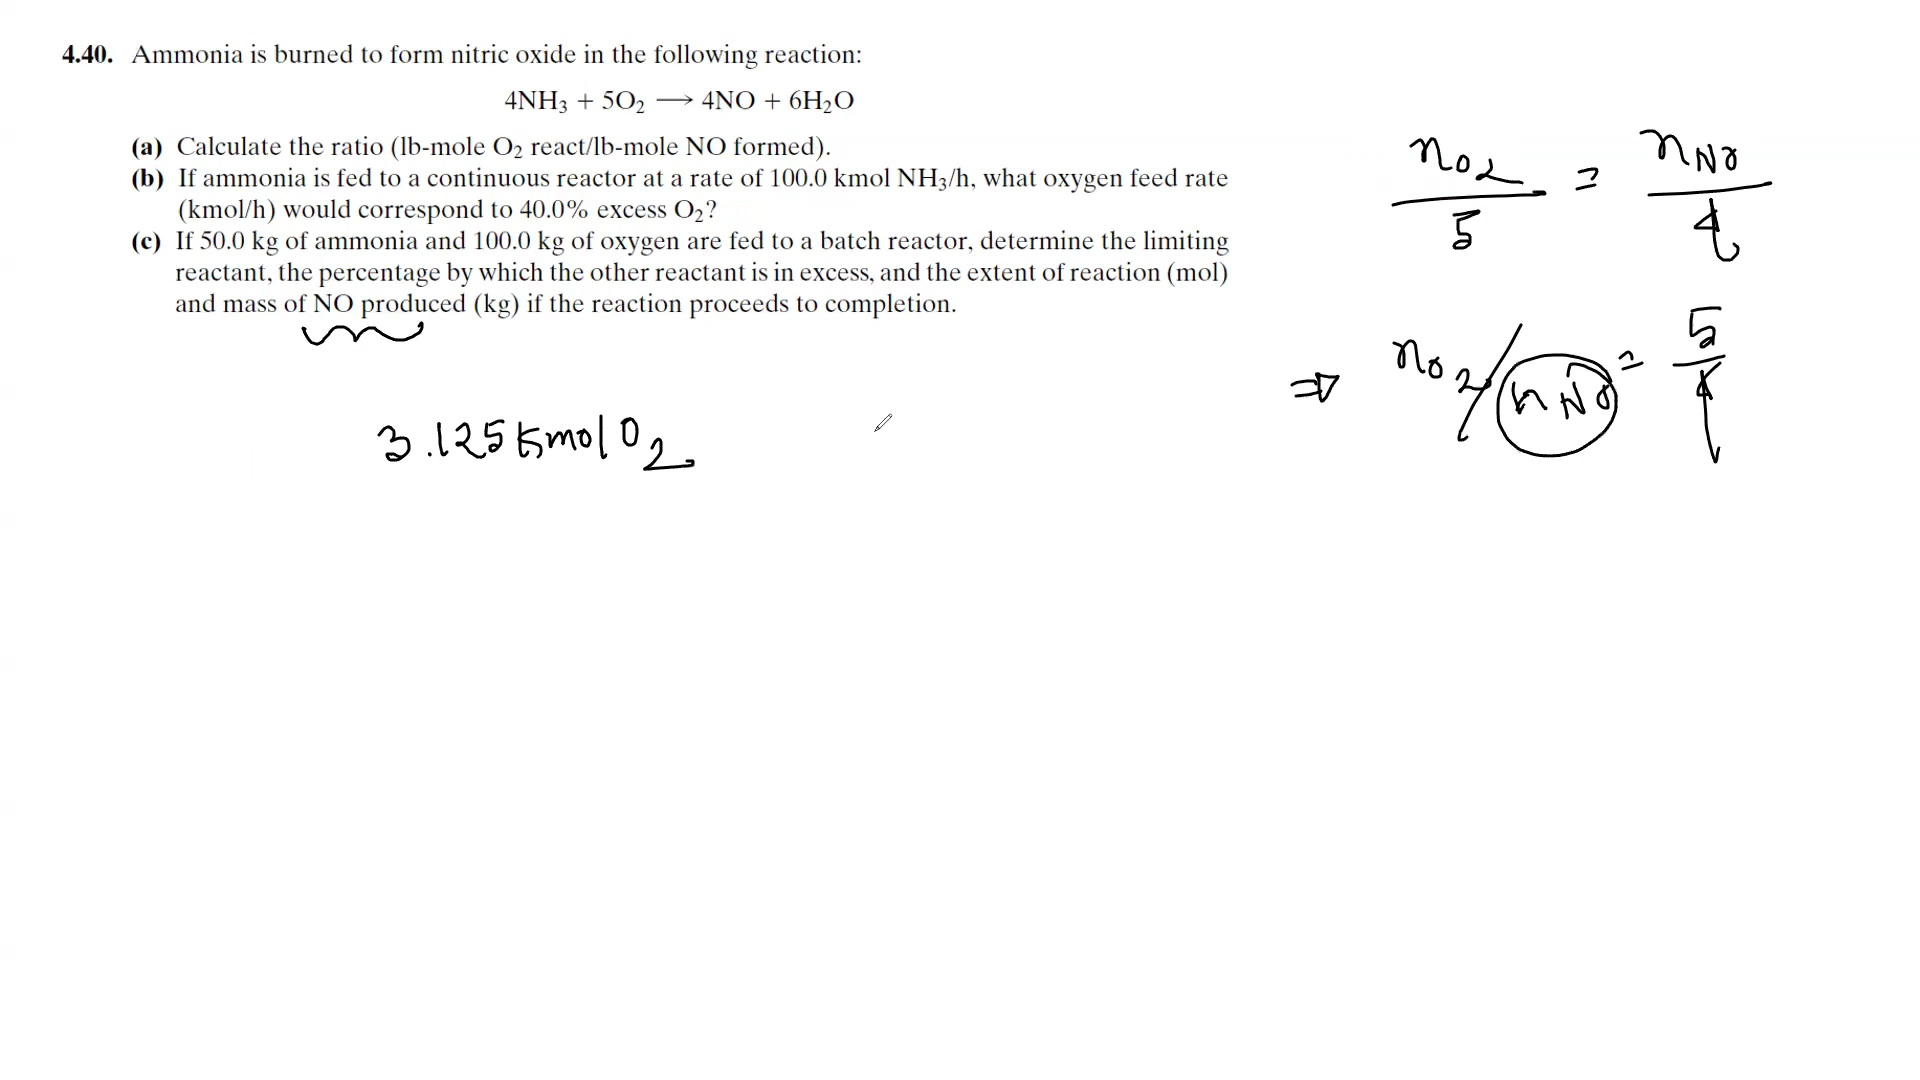 4.40. Ammonia is burned to form nitric oxide in the following reaction:
4NH₃ + 5O₂ ⟶ 4NO + 6H₂O
(a) Calculate the ratio (lb-mole O₂ react/lb-mole NO formed).
(b) If ammonia is fed to a continuous reactor at a rate of 100.0 kmol NH₃/h, what oxygen feed rate
(kmol/h) would correspond to 40.0% excess O₂?
(c) If 50.0 kg of ammonia and 100.0 kg of oxygen are fed to a batch reactor, determine the limiting
reactant, the percentage by which the other reactant is in excess, and the extent of reaction (mol)
and mass of NO produced (kg) if the reaction proceeds to completion.
n O₂ / 5 = n NO / 4
⇒ n O₂ / n NO = 5 / 4
3.125 Kmol O₂